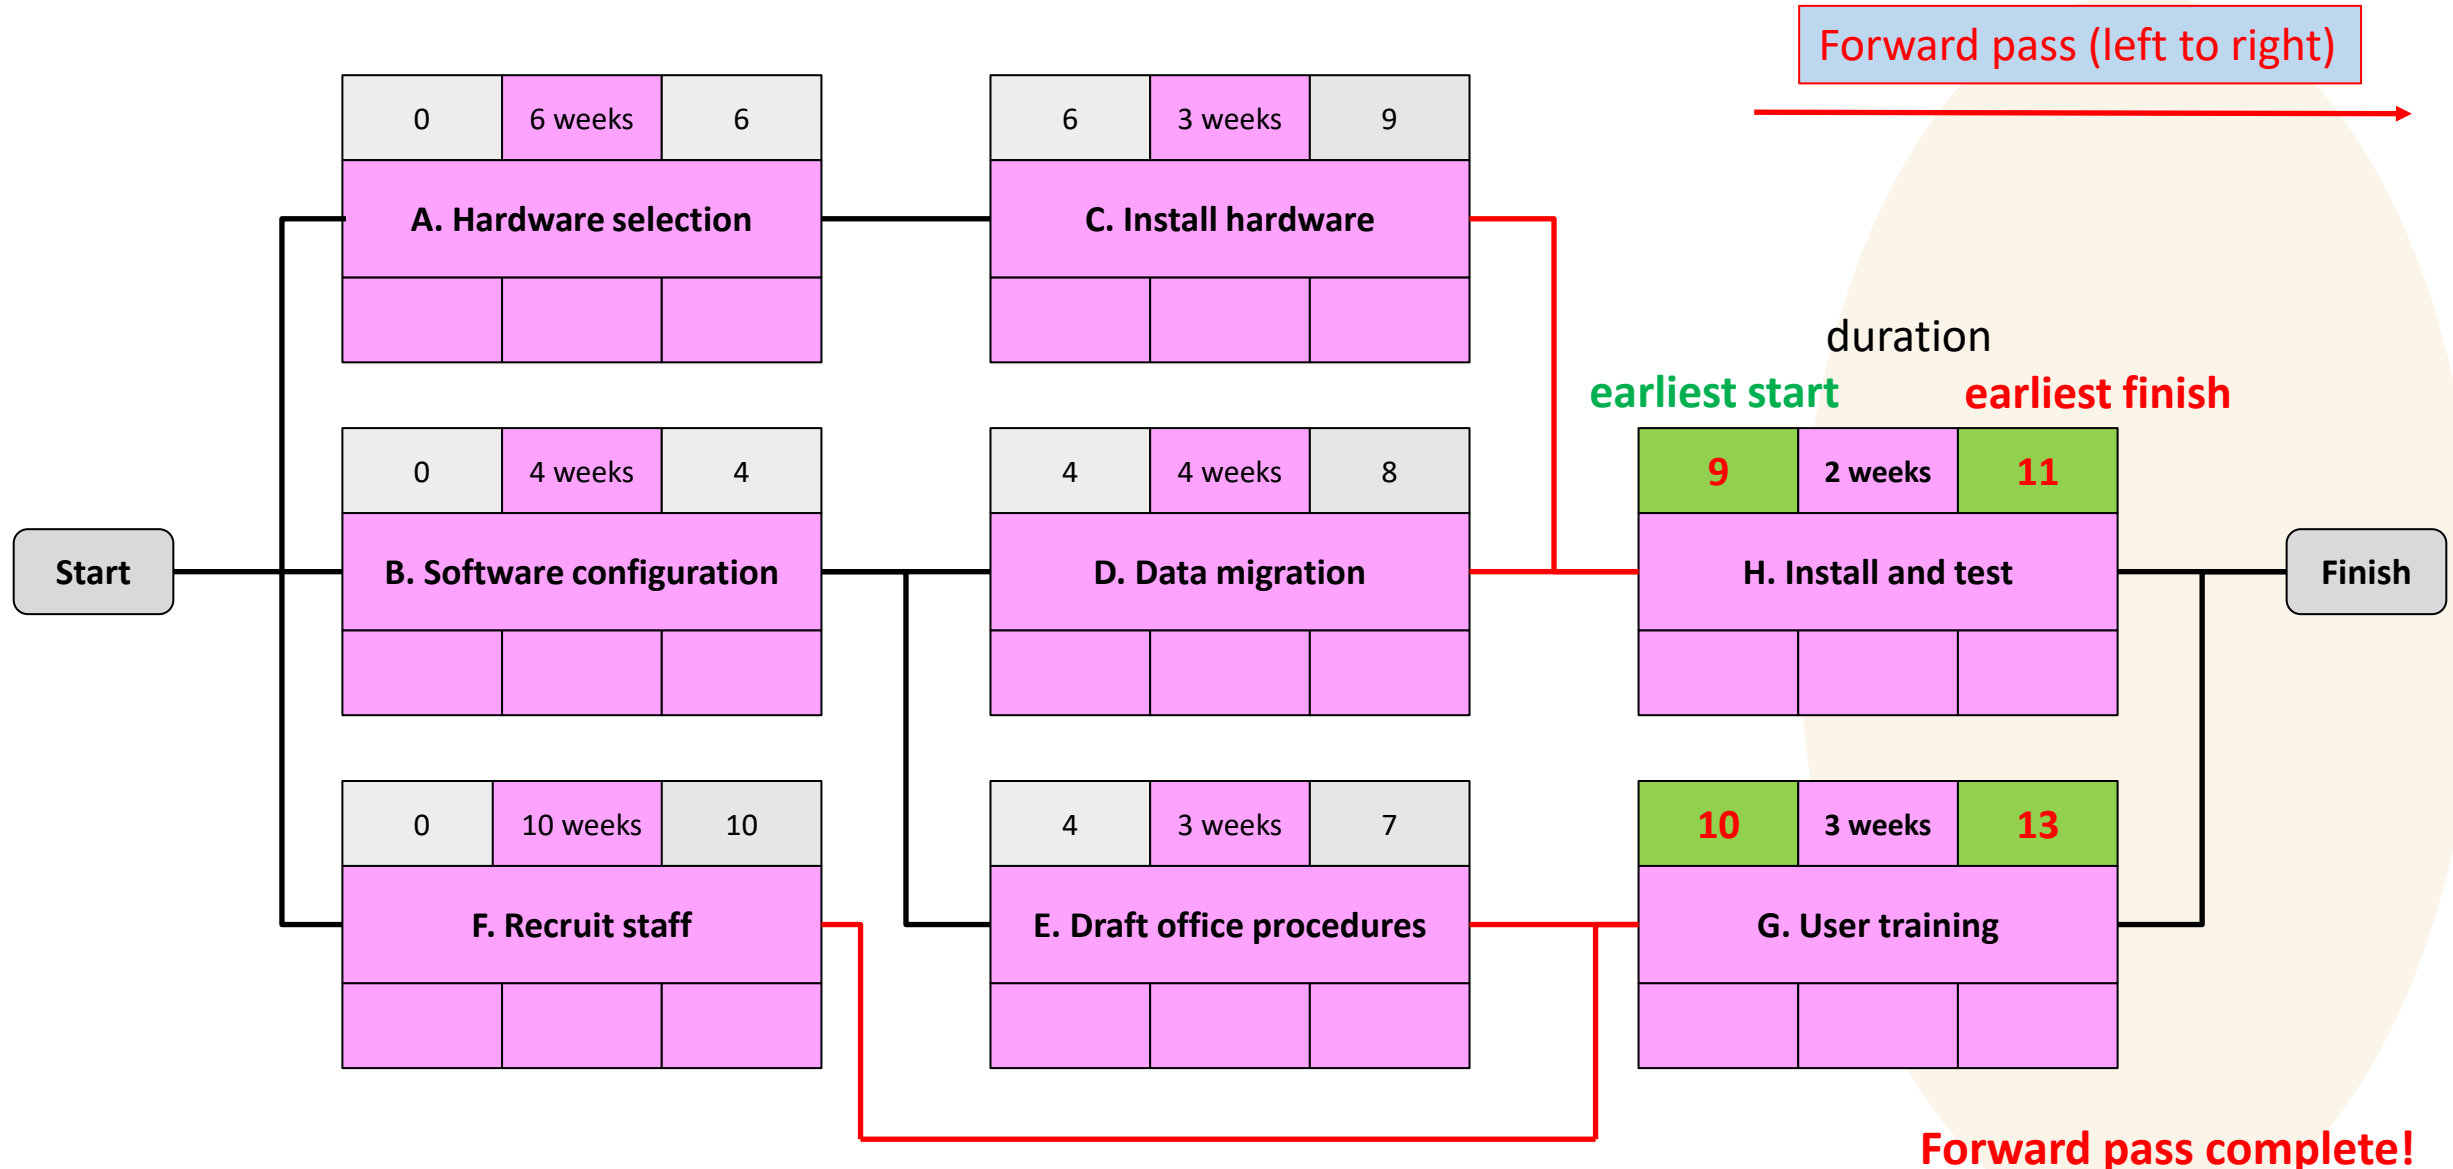 Forward pass (left to right)
0 6 weeks 6
A. Hardware selection
6 3 weeks 9
C. Install hardware
duration
earliest start earliest finish
0 4 weeks 4
B. Software configuration
4 4 weeks 8
D. Data migration
9 2 weeks 11
H. Install and test
Start
Finish
0 10 weeks 10
F. Recruit staff
4 3 weeks 7
E. Draft office procedures
10 3 weeks 13
G. User training
Forward pass complete!